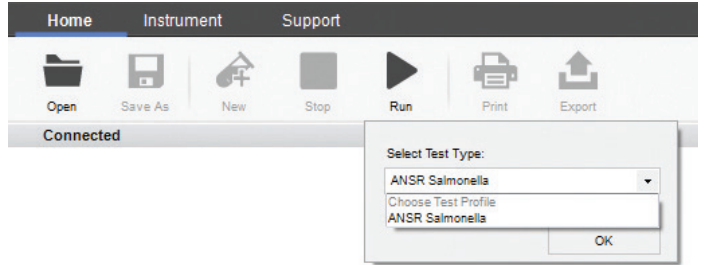 Home Instrument Support
Open Save As New Stop Run Print Export
Connected
Select Test Type:
ANSR Salmonella
Choose Test Profile
ANSR Salmonella
OK